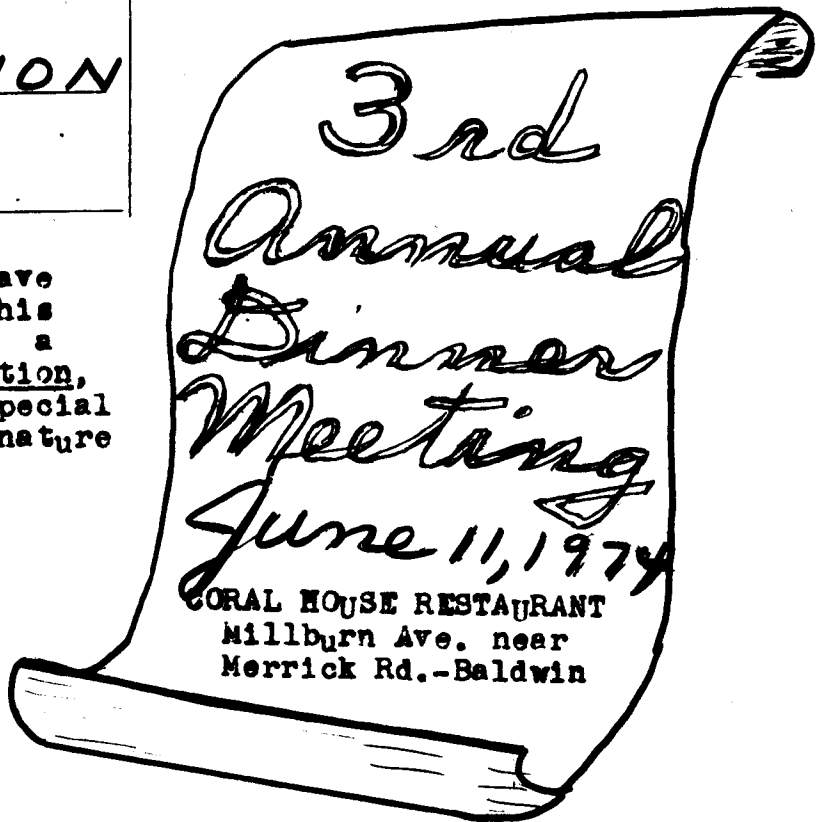 ION
ave
his
a
tion,
pecial
nature
3rd
Annual
Dinner
Meeting
June 11, 1974
CORAL HOUSE RESTAURANT
Millburn Ave. near
Merrick Rd.-Baldwin